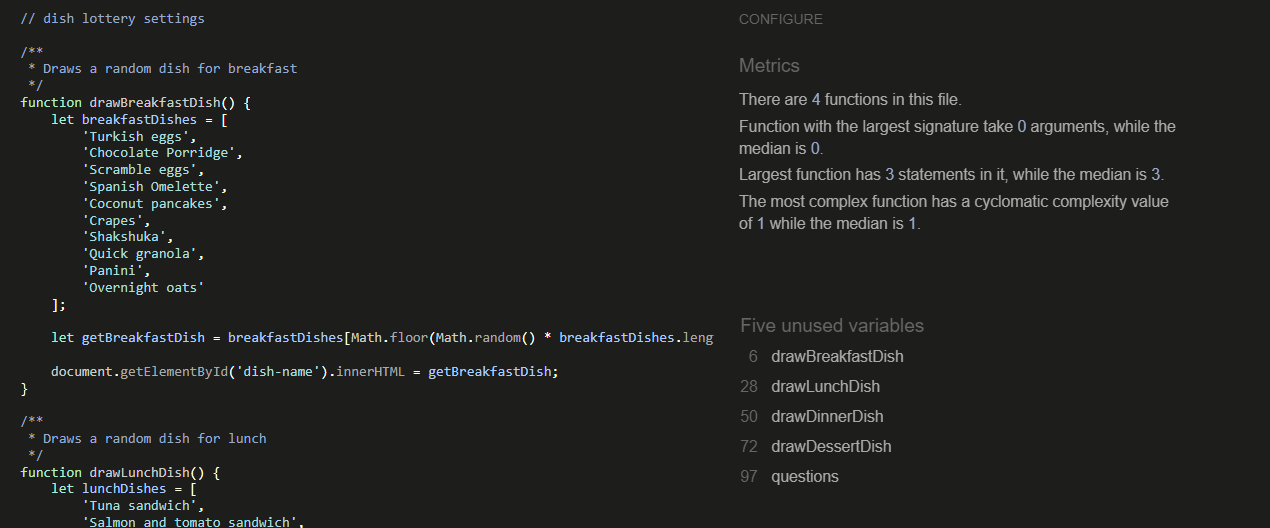 // dish lottery settings
/**
 * Draws a random dish for breakfast
 */
function drawBreakfastDish() {
    let breakfastDishes = [
        'Turkish eggs',
        'Chocolate Porridge',
        'Scramble eggs',
        'Spanish Omelette',
        'Coconut pancakes',
        'Crapes',
        'Shakshuka',
        'Quick granola',
        'Panini',
        'Overnight oats'
    ];
    let getBreakfastDish = breakfastDishes[Math.floor(Math.random() * breakfastDishes.leng
    document.getElementById('dish-name').innerHTML = getBreakfastDish;
}
/**
 * Draws a random dish for lunch
 */
function drawLunchDish() {
    let lunchDishes = [
        'Tuna sandwich',
        'Salmon and tomato sandwich',
CONFIGURE
Metrics
There are 4 functions in this file.
Function with the largest signature take 0 arguments, while the
median is 0.
Largest function has 3 statements in it, while the median is 3.
The most complex function has a cyclomatic complexity value
of 1 while the median is 1.
Five unused variables
6 drawBreakfastDish
28 drawLunchDish
50 drawDinnerDish
72 drawDessertDish
97 questions